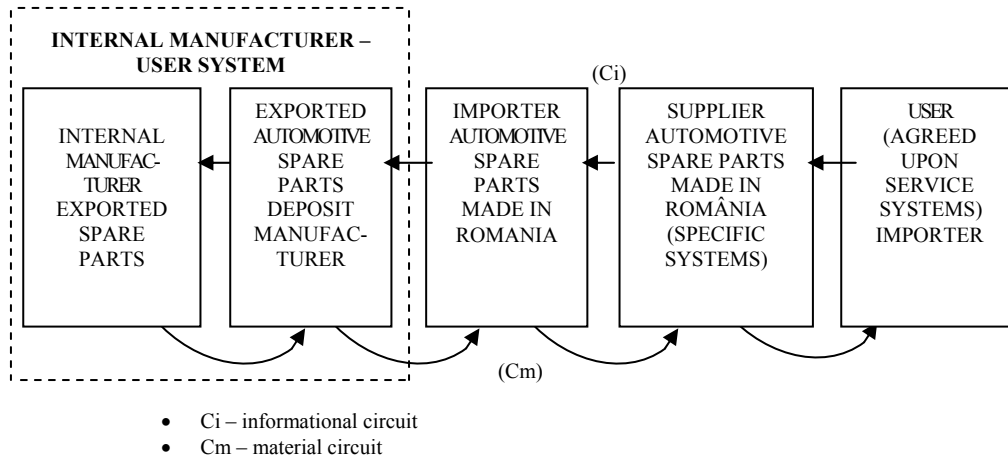 INTERNAL MANUFACTURER –
USER SYSTEM
(Ci)
INTERNAL
MANUFAC-
TURER
EXPORTED
SPARE
PARTS
EXPORTED
AUTOMOTIVE
SPARE
PARTS
DEPOSIT
MANUFAC-
TURER
IMPORTER
AUTOMOTIVE
SPARE
PARTS
MADE IN
ROMANIA
SUPPLIER
AUTOMOTIVE
SPARE PARTS
MADE IN
ROMÂNIA
(SPECIFIC
SYSTEMS)
USER
(AGREED
UPON
SERVICE
SYSTEMS)
IMPORTER
(Cm)
• Ci – informational circuit
• Cm – material circuit